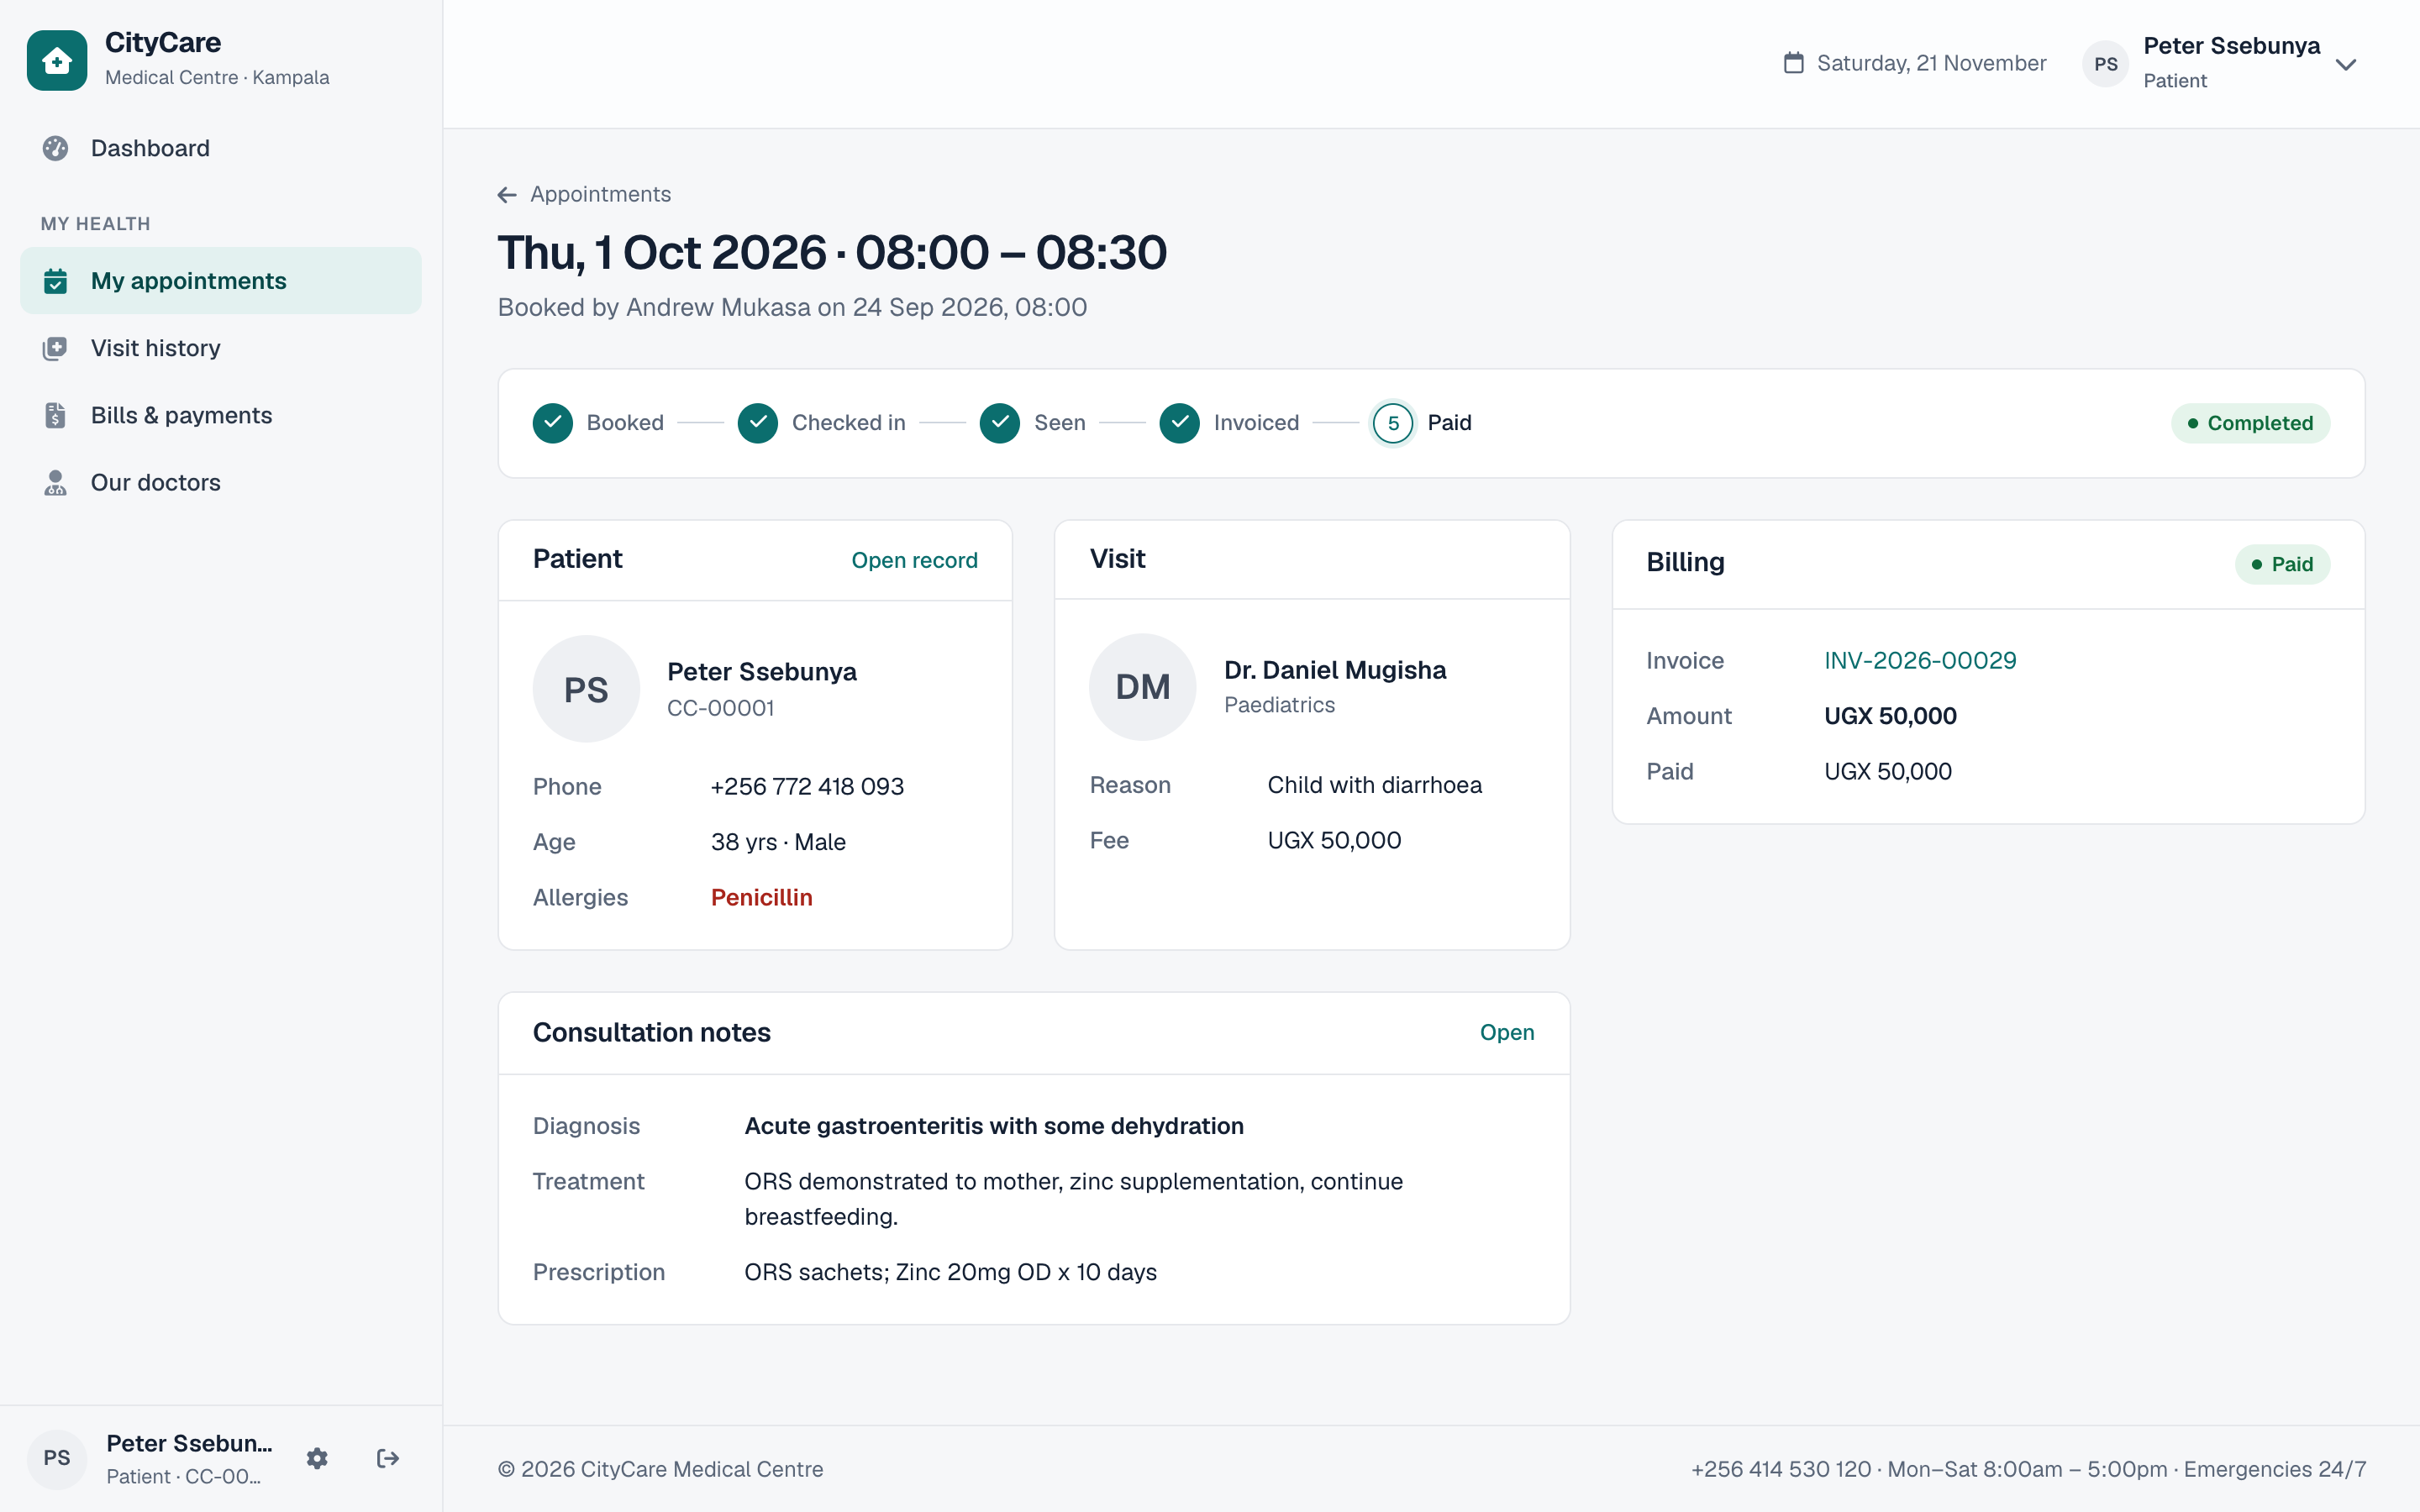 CityCare
Medical Centre · Kampala
Dashboard
MY HEALTH
My appointments
Visit history
Bills & payments
Our doctors
PS
Peter Ssebun...
Patient · CC-00...
Saturday, 21 November
PS
Peter Ssebunya
Patient
Appointments
Thu, 1 Oct 2026 · 08:00 – 08:30
Booked by Andrew Mukasa on 24 Sep 2026, 08:00
Booked
Checked in
Seen
Invoiced
5 Paid
Completed
Patient
Open record
PS
Peter Ssebunya
CC-00001
Phone +256 772 418 093
Age 38 yrs · Male
Allergies Penicillin
Visit
DM
Dr. Daniel Mugisha
Paediatrics
Reason Child with diarrhoea
Fee UGX 50,000
Billing
Paid
Invoice INV-2026-00029
Amount UGX 50,000
Paid UGX 50,000
Consultation notes
Open
Diagnosis Acute gastroenteritis with some dehydration
Treatment ORS demonstrated to mother, zinc supplementation, continue
breastfeeding.
Prescription ORS sachets; Zinc 20mg OD x 10 days
© 2026 CityCare Medical Centre
+256 414 530 120 · Mon–Sat 8:00am – 5:00pm · Emergencies 24/7